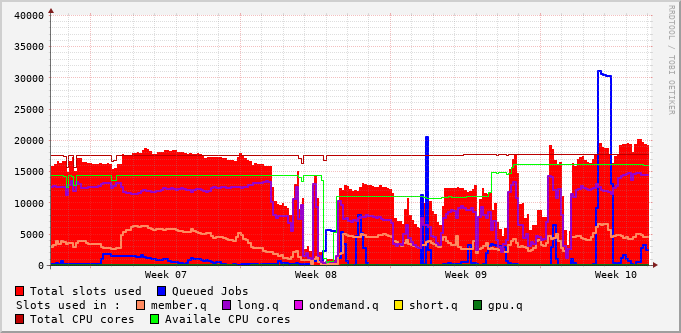 40000
35000
30000
25000
20000
15000
10000
5000
0
Week 07 Week 08 Week 09 Week 10
RRDTOOL / TOBI OETIKER
Total slots used Queued Jobs
Slots used in : member.q long.q ondemand.q short.q gpu.q
Total CPU cores Availale CPU cores